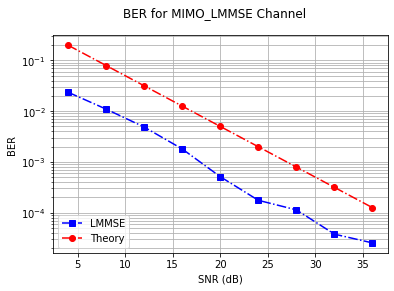 BER for MIMO_LMMSE Channel
BER
10⁻¹
10⁻²
10⁻³
10⁻⁴
LMMSE
Theory
5 10 15 20 25 30 35
SNR (dB)